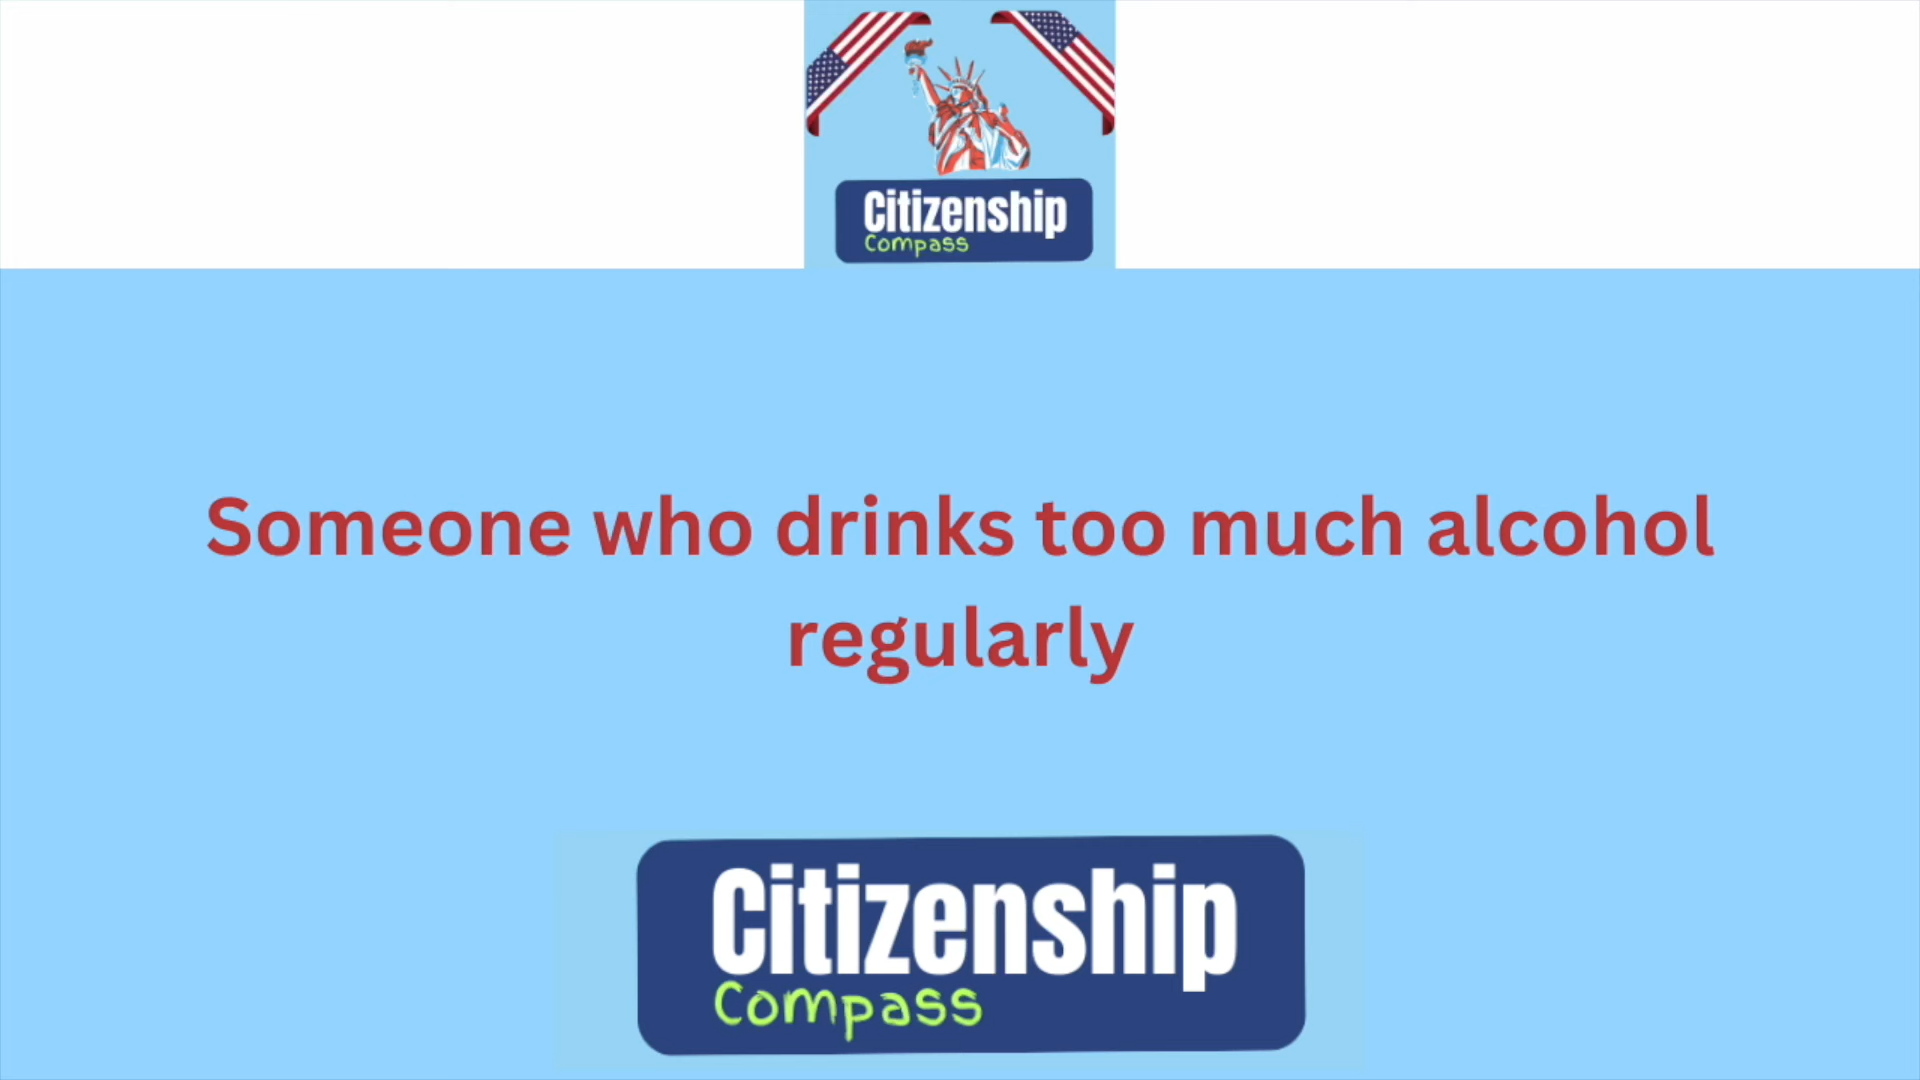 Citizenship
Compass
Someone who drinks too much alcohol
regularly
Citizenship
Compass